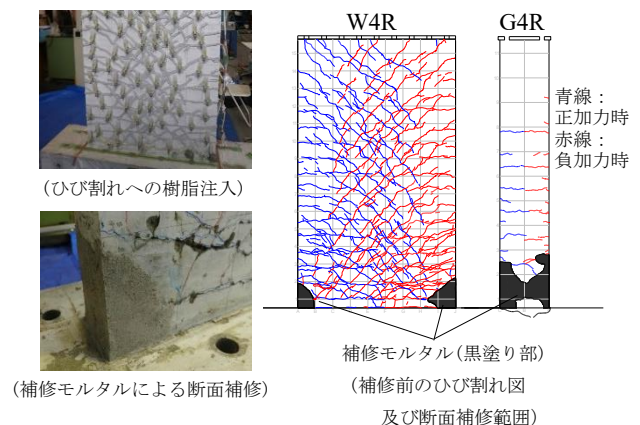 W4R
G4R
青線：
正加力時
赤線：
負加力時
(ひび割れへの樹脂注入)
(補修モルタルによる断面補修)
補修モルタル(黒塗り部)
(補修前のひび割れ図
及び断面補修範囲)